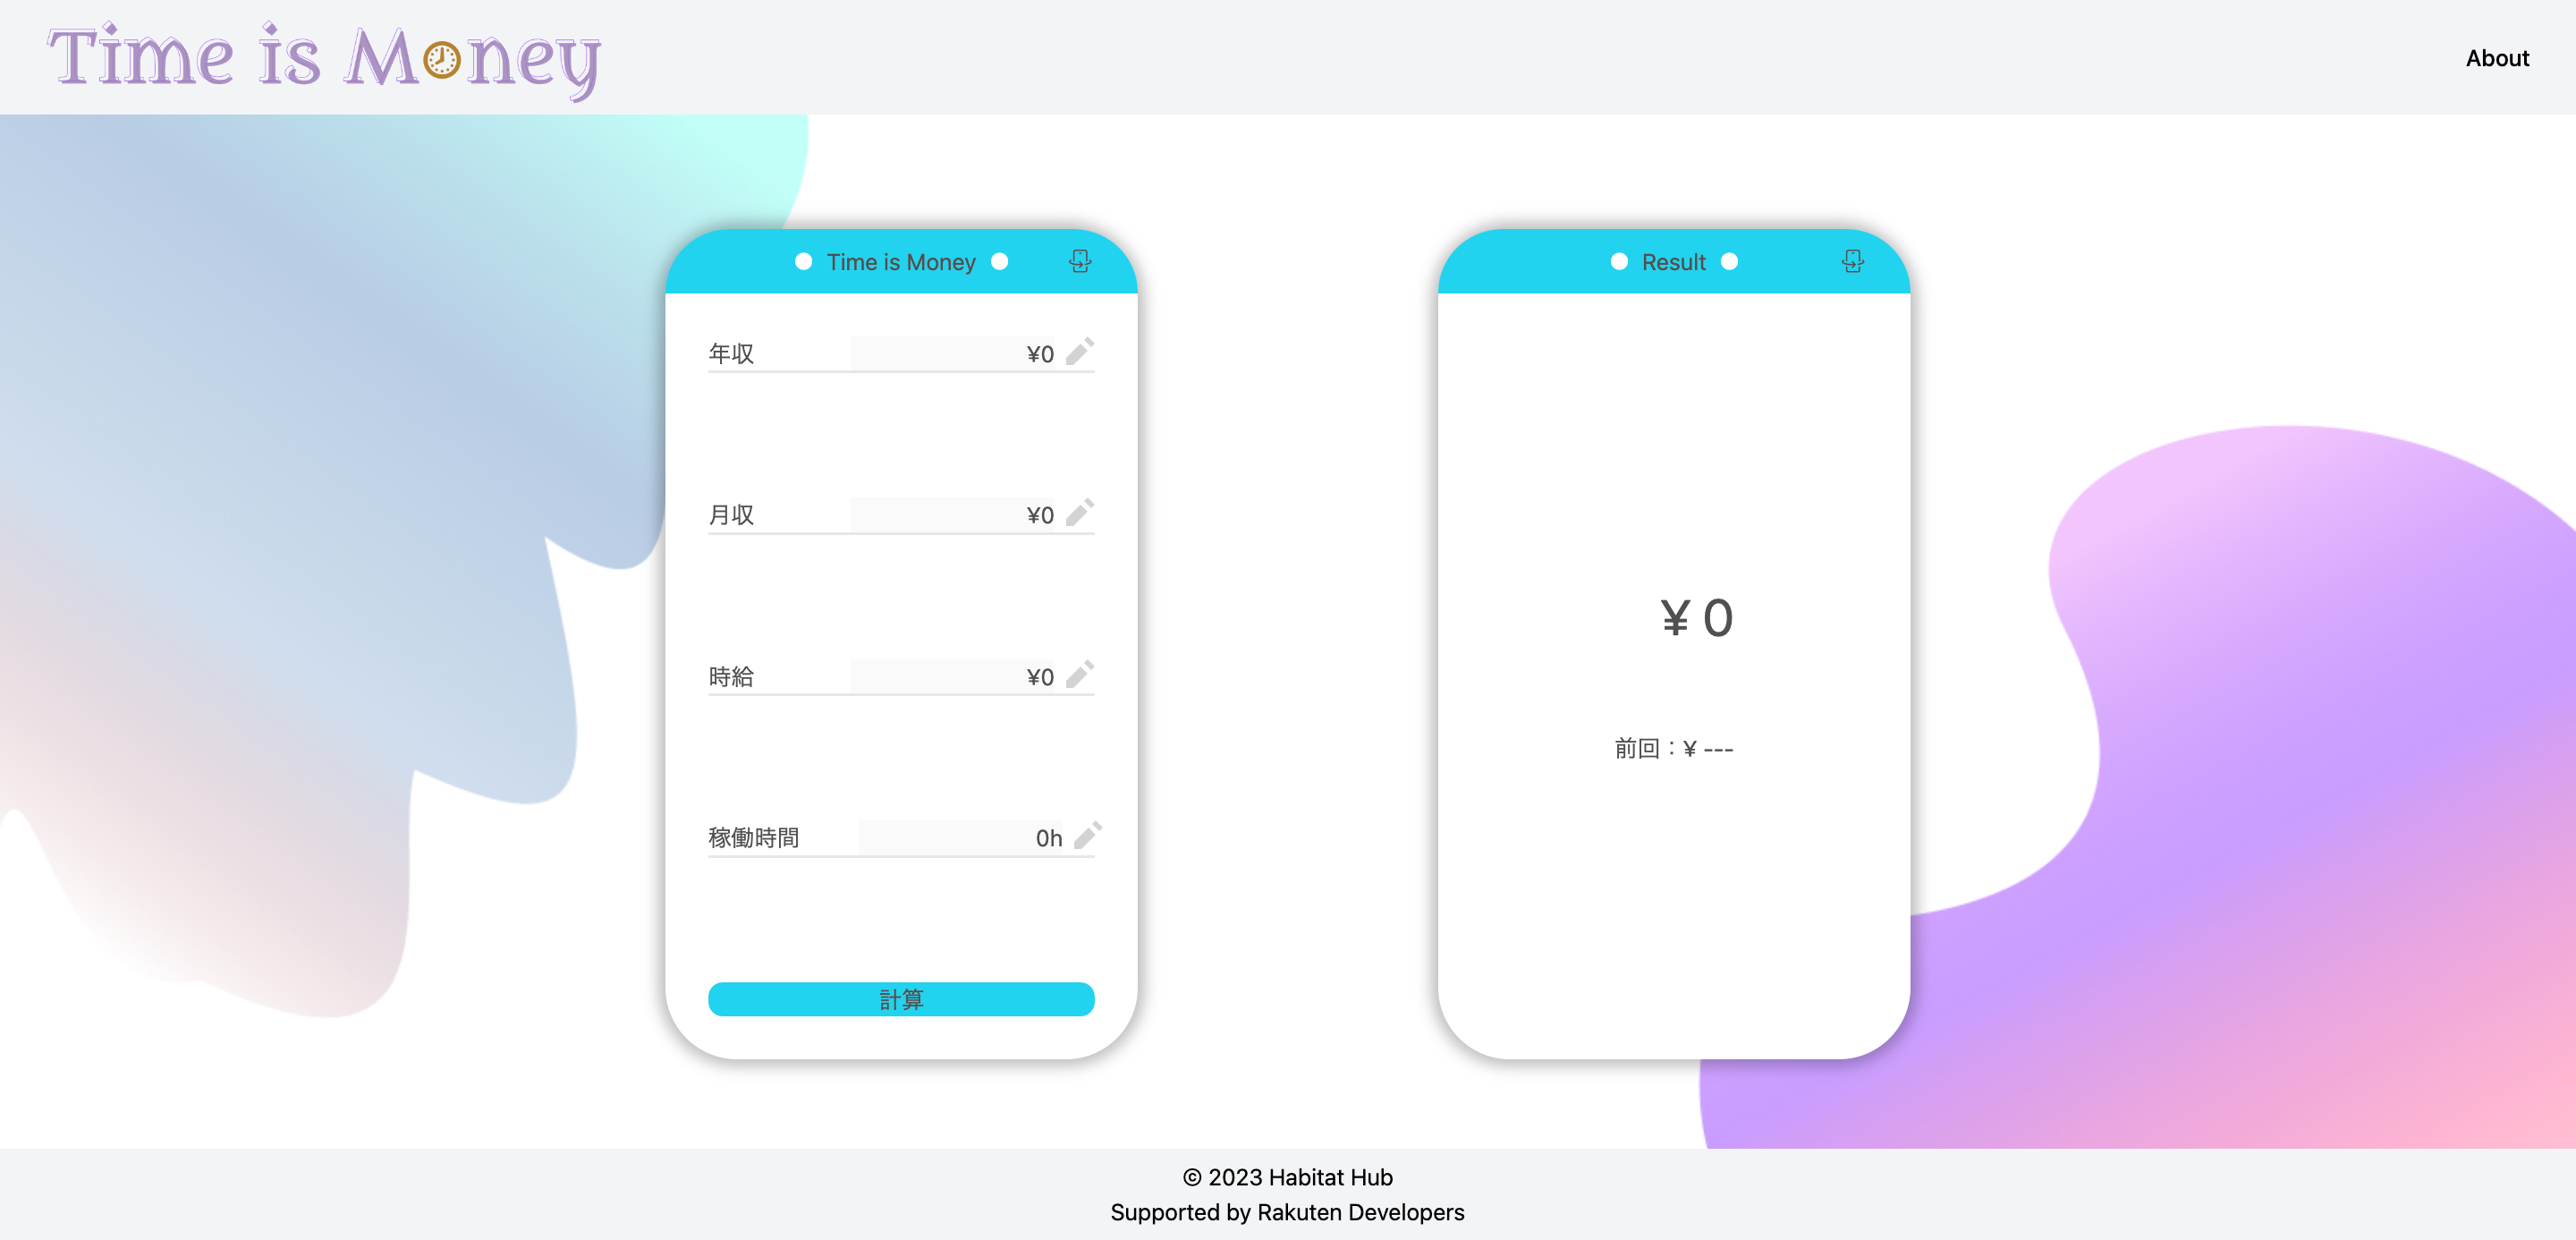 Time is Money
About
Time is Money
年収 ¥0
月収 ¥0
時給 ¥0
稼働時間 0h
計算
Result
¥ 0
前回：¥ ---
© 2023 Habitat Hub
Supported by Rakuten Developers